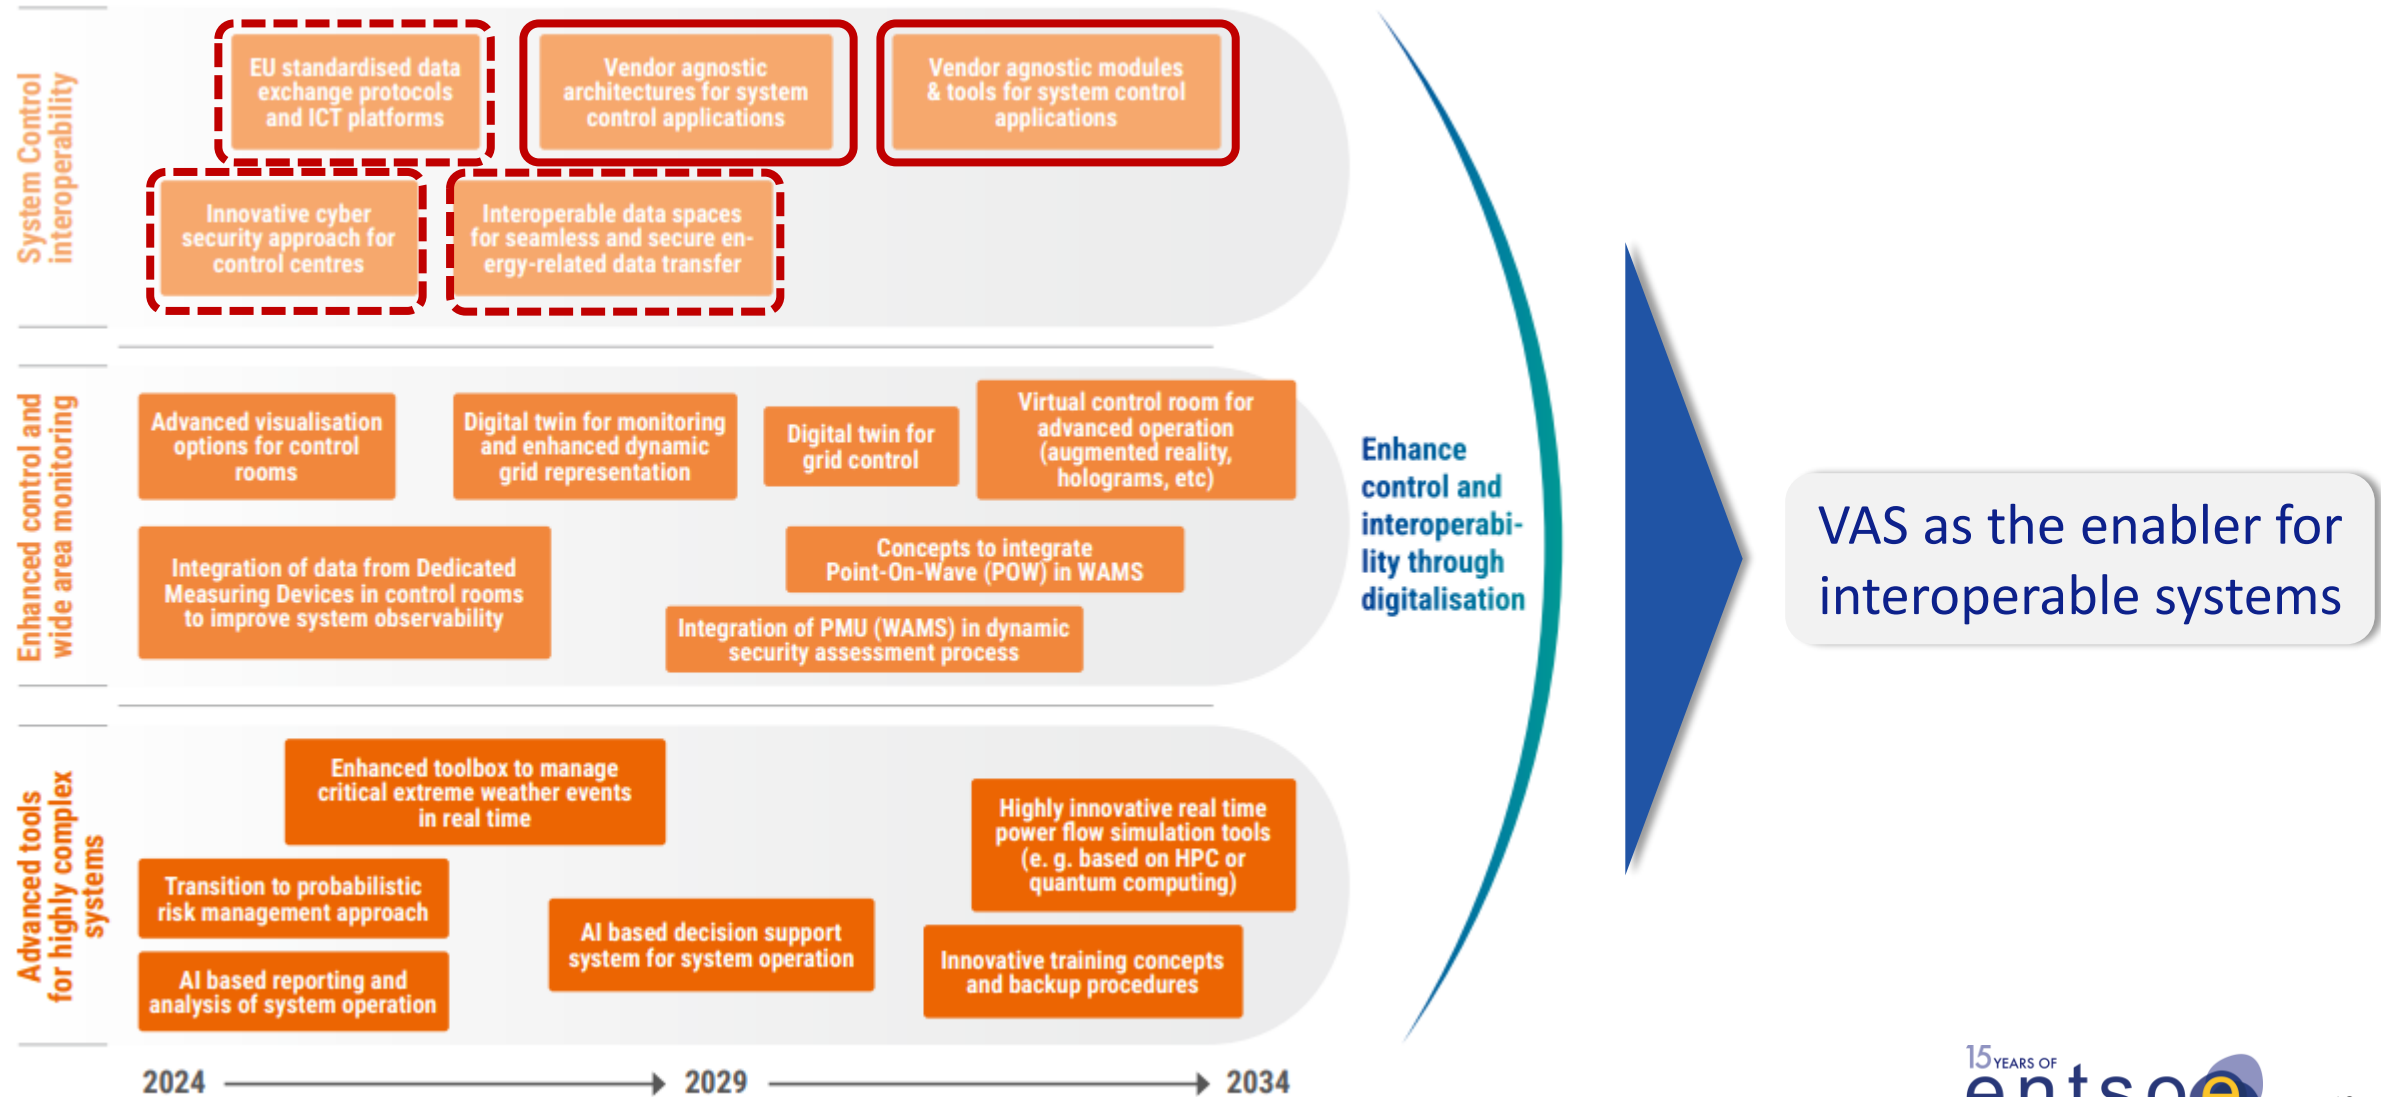 System Control
interoperability
EU standardised data
exchange protocols
and ICT platforms
Vendor agnostic
architectures for system
control applications
Vendor agnostic modules
& tools for system control
applications
Innovative cyber
security approach for
control centres
Interoperable data spaces
for seamless and secure en-
ergy-related data transfer
Enhanced control and
wide area monitoring
Advanced visualisation
options for control
rooms
Digital twin for monitoring
and enhanced dynamic
grid representation
Digital twin for
grid control
Virtual control room for
advanced operation
(augmented reality,
holograms, etc)
Integration of data from Dedicated
Measuring Devices in control rooms
to improve system observability
Concepts to integrate
Point-On-Wave (POW) in WAMS
Integration of PMU (WAMS) in dynamic
security assessment process
Advanced tools
for highly complex
systems
Enhanced toolbox to manage
critical extreme weather events
in real time
Transition to probabilistic
risk management approach
AI based reporting and
analysis of system operation
AI based decision support
system for system operation
Highly innovative real time
power flow simulation tools
(e. g. based on HPC or
quantum computing)
Innovative training concepts
and backup procedures
2024
2029
2034
Enhance
control and
interoperabi-
lity through
digitalisation
VAS as the enabler for
interoperable systems
15 YEARS OF
entsoe